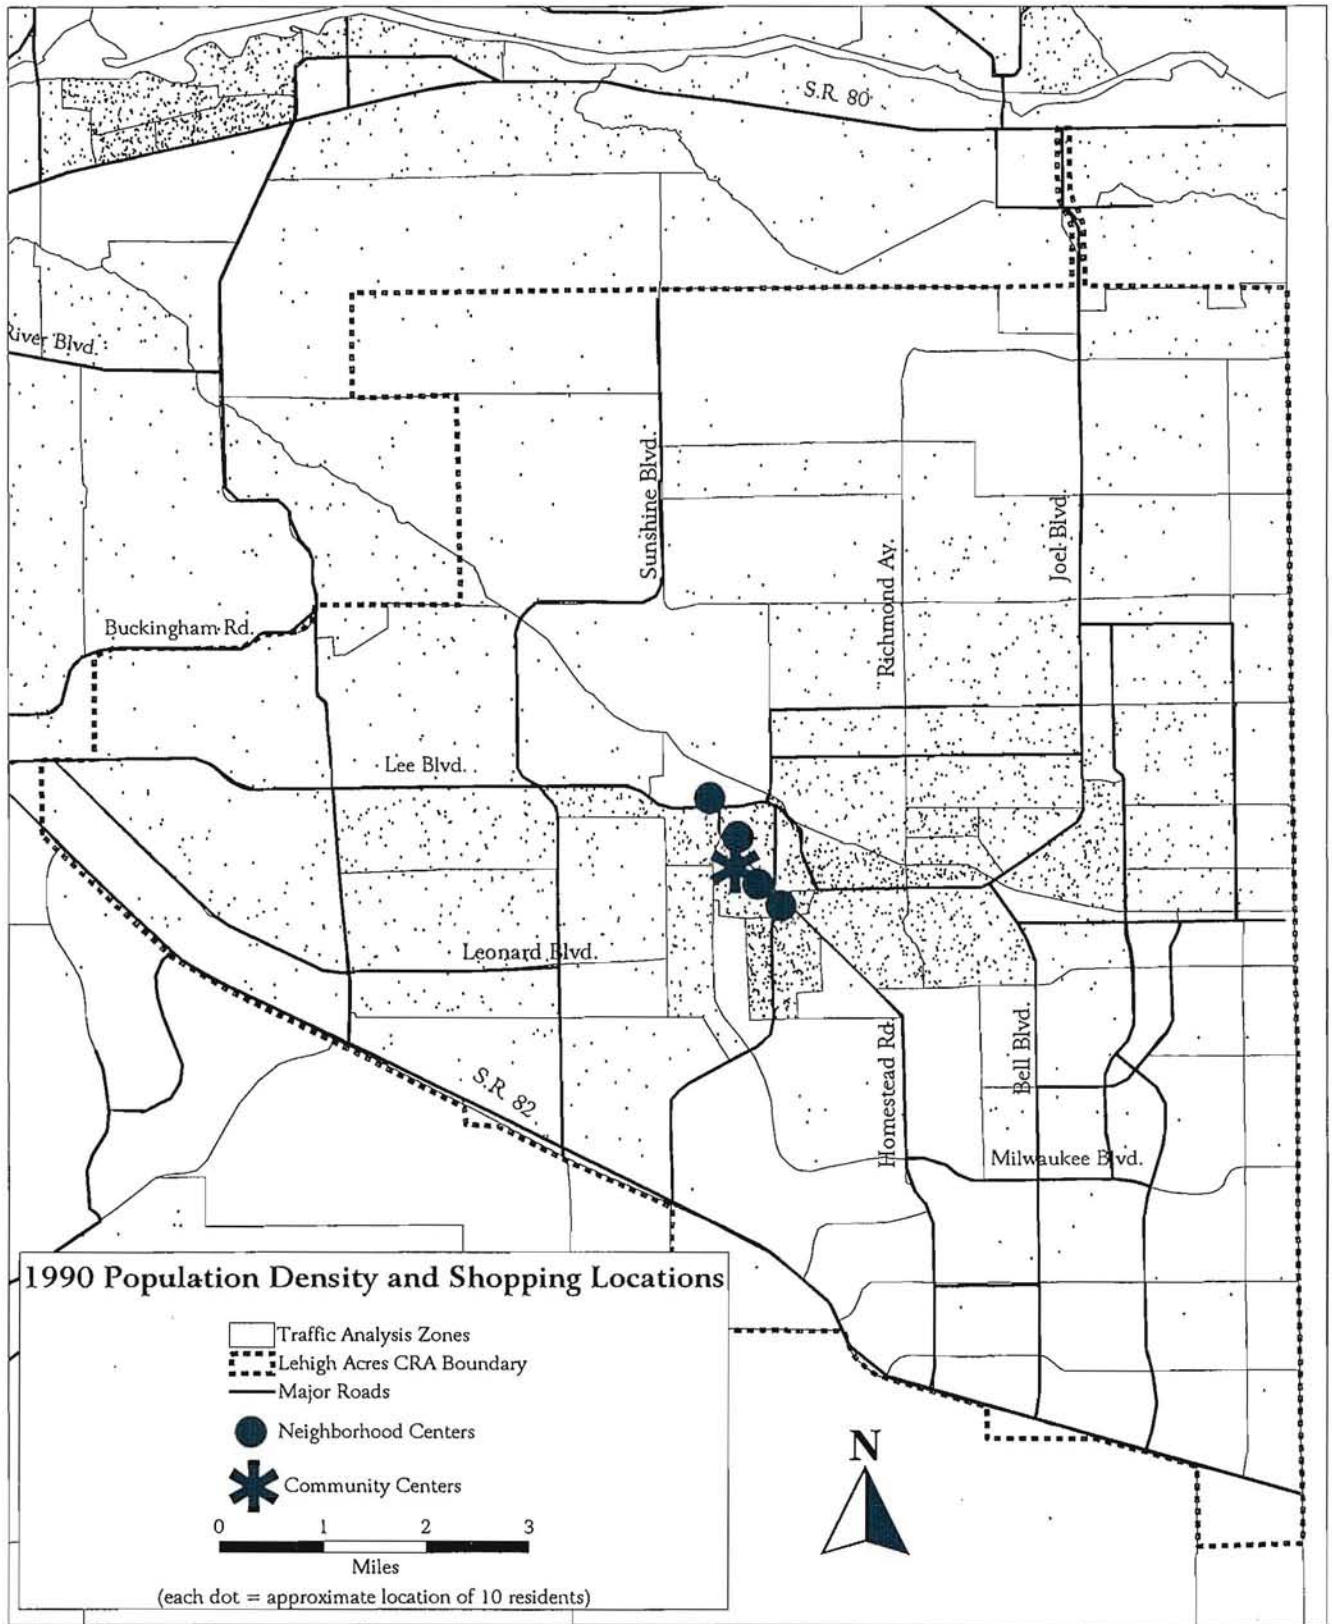 S.R. 80
River Blvd.
Sunshine Blvd.
Joel Blvd.
Richmond Av.
Buckingham Rd.
Lee Blvd.
Leonard Blvd.
Bell Blvd.
Homestead Rd.
S.R. 82
Milwaukee Blvd.
1990 Population Density and Shopping Locations
Traffic Analysis Zones
Lehigh Acres CRA Boundary
Major Roads
Neighborhood Centers
Community Centers
0 1 2 3
Miles
(each dot = approximate location of 10 residents)
N